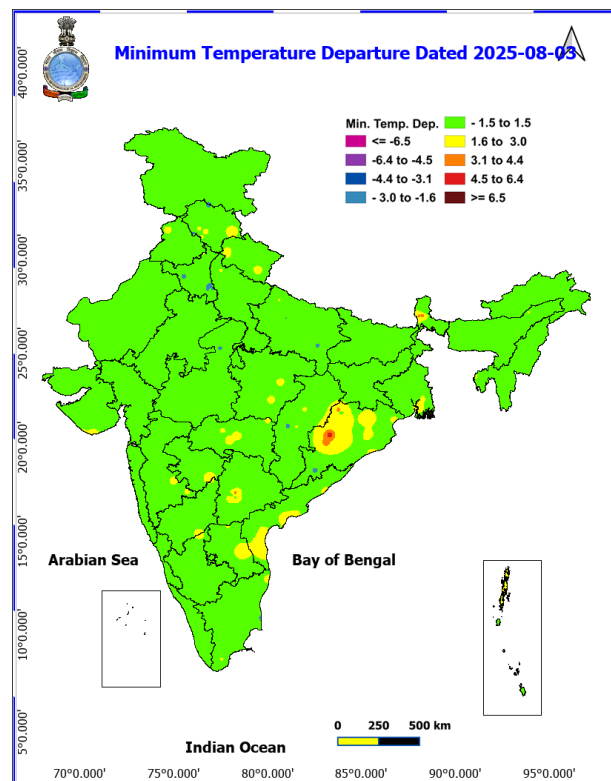 Minimum Temperature Departure Dated 2025-08-03
40°0.000'
35°0.000'
30°0.000'
25°0.000'
20°0.000'
15°0.000'
10°0.000'
5°0.000'
Min. Temp. Dep.
<= -6.5
-6.4 to -4.5
-4.4 to -3.1
- 3.0 to -1.6
- 1.5 to 1.5
1.6 to 3.0
3.1 to 4.4
4.5 to 6.4
>= 6.5
Arabian Sea
Bay of Bengal
0 250 500 km
Indian Ocean
70°0.000' 75°0.000' 80°0.000' 85°0.000' 90°0.000' 95°0.000'